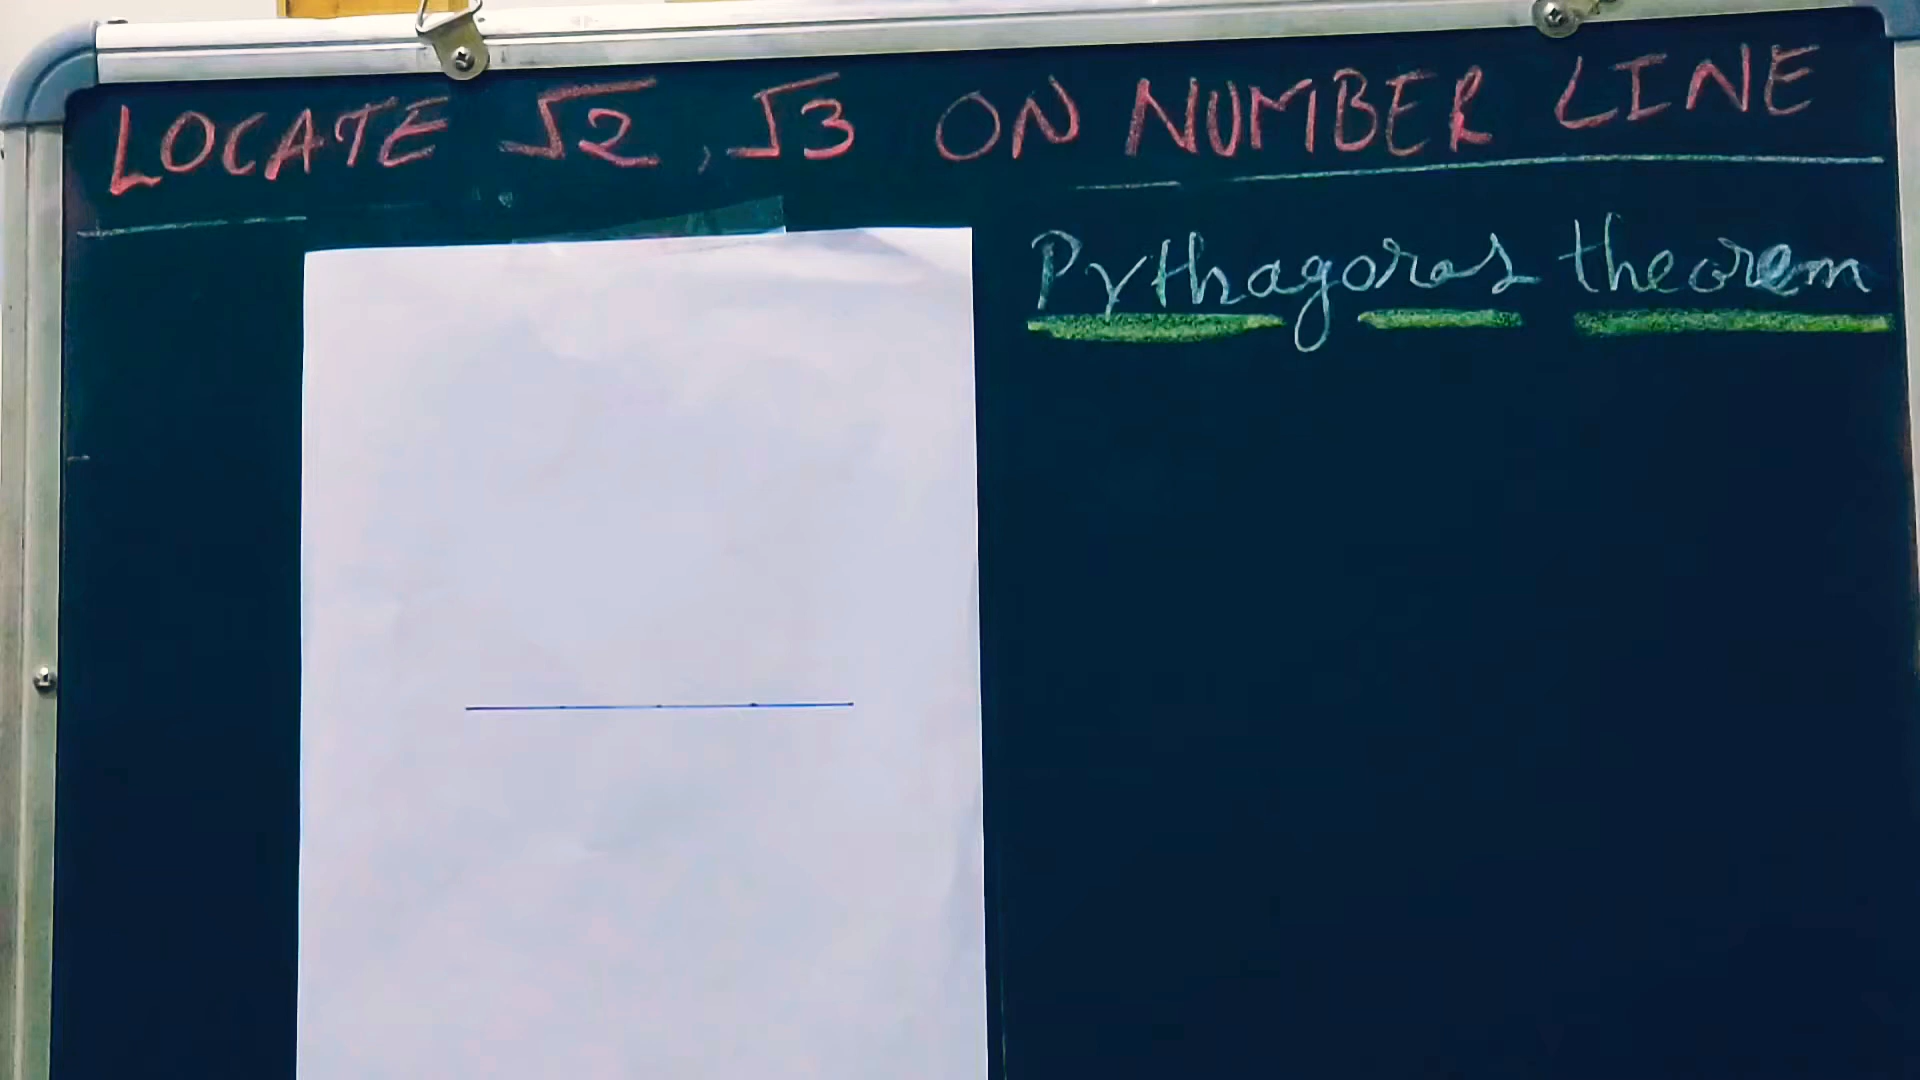 LOCATE √2, √3 ON NUMBER LINE
Pythagoras theorem